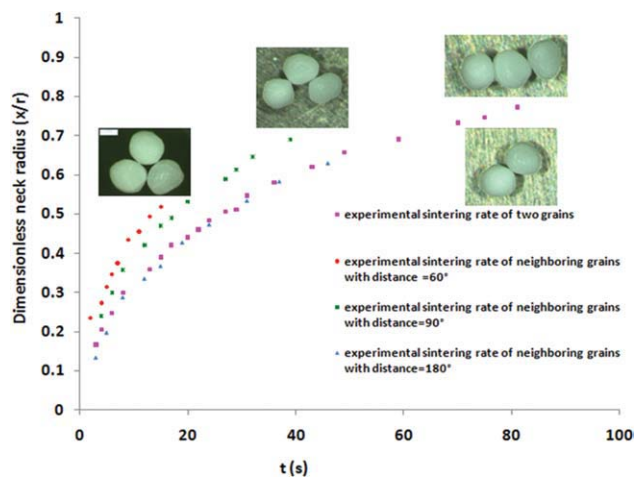 1
0.9
0.8
0.7
0.6
0.5
0.4
0.3
0.2
0.1
0
Dimensionless neck radius (x/r)
0 20 40 60 80 1000
t (s)
experimental sintering rate of two grains
experimental sintering rate of neighboring grains
with distance =60°
experimental sintering rate of neighboring grains
with distance=90°
experimental sintering rate of neighboring grains
with distance=180°